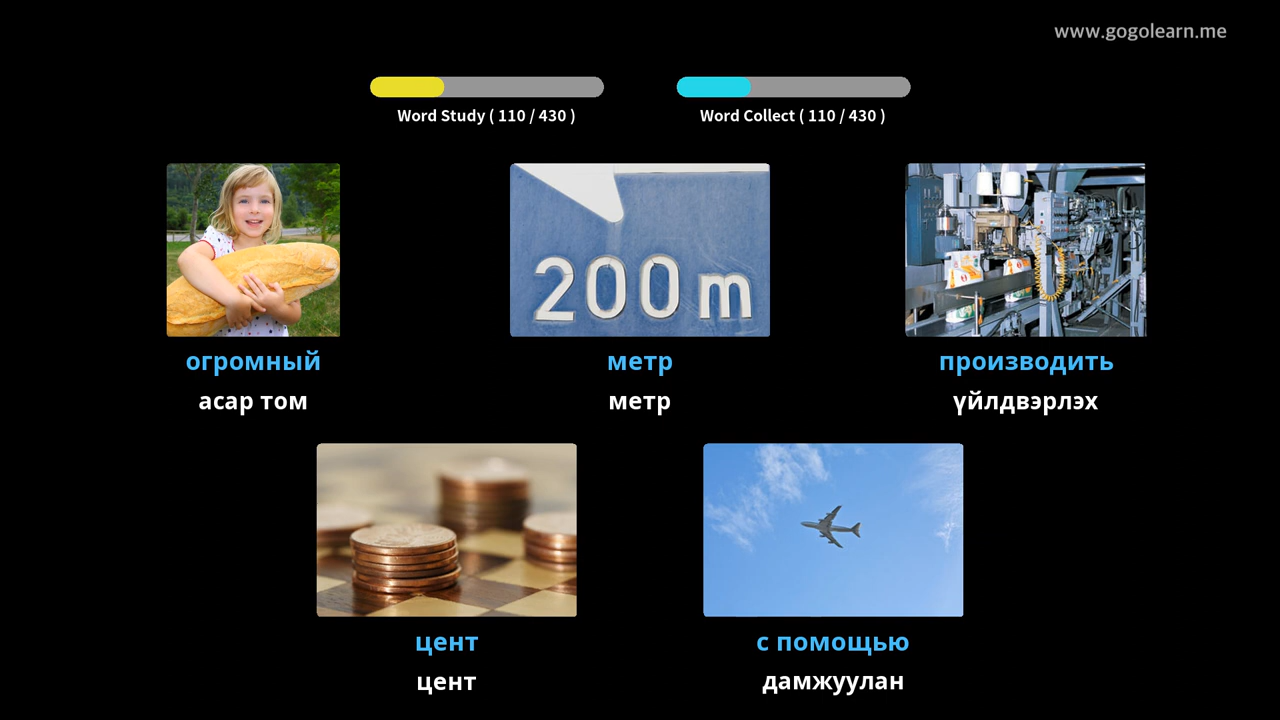 www.gogolearn.me
Word Study ( 110 / 430 )
Word Collect ( 110 / 430 )
200 m
огромный
асар том
метр
метр
производить
үйлдвэрлэх
цент
цент
с помощью
дамжуулан